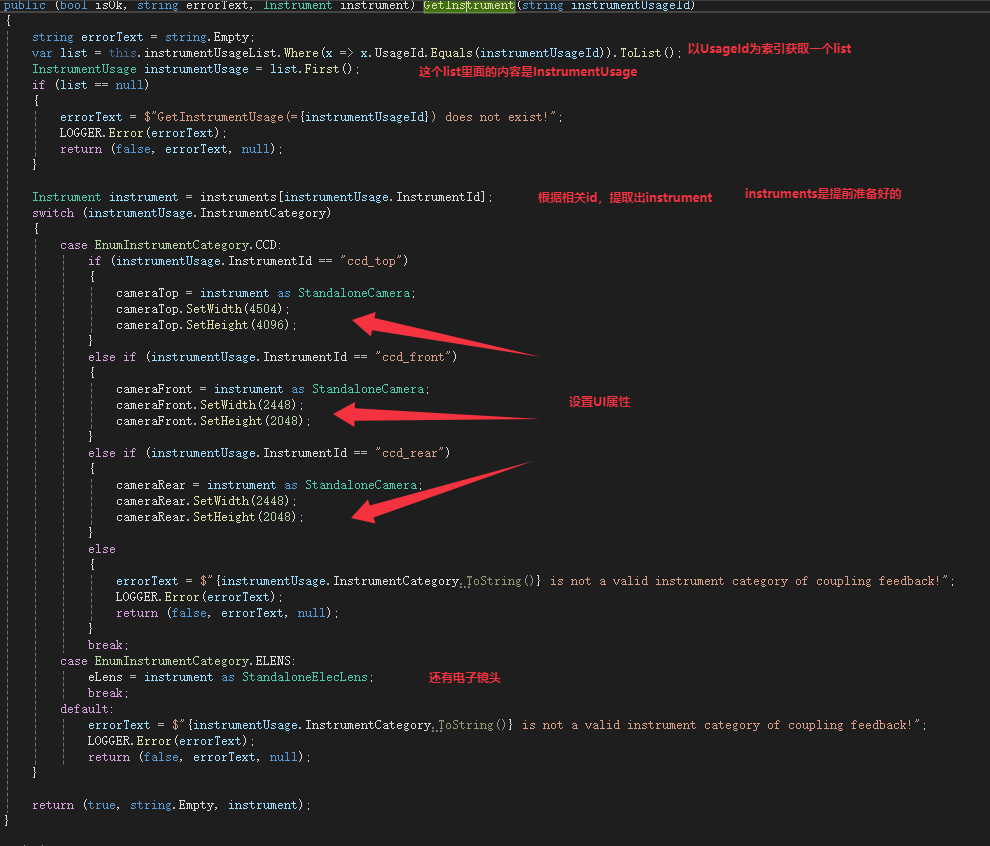 public (bool isOk, string errorText, Instrument instrument) GetInstrument(string instrumentUsageId)
{
string errorText = string.Empty;
var list = this.instrumentUsageList.Where(x => x.UsageId.Equals(instrumentUsageId)).ToList(); 以UsageId为索引获取一个list
InstrumentUsage instrumentUsage = list.First(); 这个list里面的内容是InstrumentUsage
if (list == null)
{
errorText = $"GetInstrumentUsage(={instrumentUsageId}) does not exist!";
LOGGER.Error(errorText);
return (false, errorText, null);
}
Instrument instrument = instruments[instrumentUsage.InstrumentId]; 根据相关id，提取出instrument instruments是提前准备好的
switch (instrumentUsage.InstrumentCategory)
{
case EnumInstrumentCategory.CCD:
if (instrumentUsage.InstrumentId == "ccd_top")
{
cameraTop = instrument as StandaloneCamera;
cameraTop.SetWidth(4504);
cameraTop.SetHeight(4096);
}
else if (instrumentUsage.InstrumentId == "ccd_front")
{
cameraFront = instrument as StandaloneCamera;
cameraFront.SetWidth(2448); 设置UI属性
cameraFront.SetHeight(2048);
}
else if (instrumentUsage.InstrumentId == "ccd_rear")
{
cameraRear = instrument as StandaloneCamera;
cameraRear.SetWidth(2448);
cameraRear.SetHeight(2048);
}
else
{
errorText = $"{instrumentUsage.InstrumentCategory.ToString()} is not a valid instrument category of coupling feedback!";
LOGGER.Error(errorText);
return (false, errorText, null);
}
break;
case EnumInstrumentCategory.ELENS:
eLens = instrument as StandaloneElecLens; 还有电子镜头
break;
default:
errorText = $"{instrumentUsage.InstrumentCategory.ToString()} is not a valid instrument category of coupling feedback!";
LOGGER.Error(errorText);
return (false, errorText, null);
}
return (true, string.Empty, instrument);
}